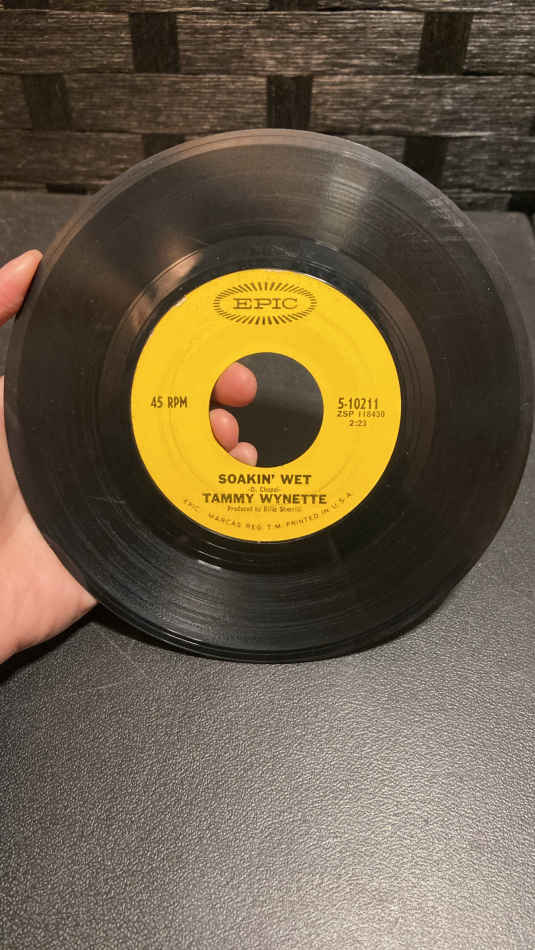 EPIC
45 RPM
5-10211
ZSP 118430
2:23
SOAKIN' WET
-D. Chapel-
TAMMY WYNETTE
Produced by Billy Sherrill
EPIC, MARCAS REG. T.M. PRINTED IN U.S.A.